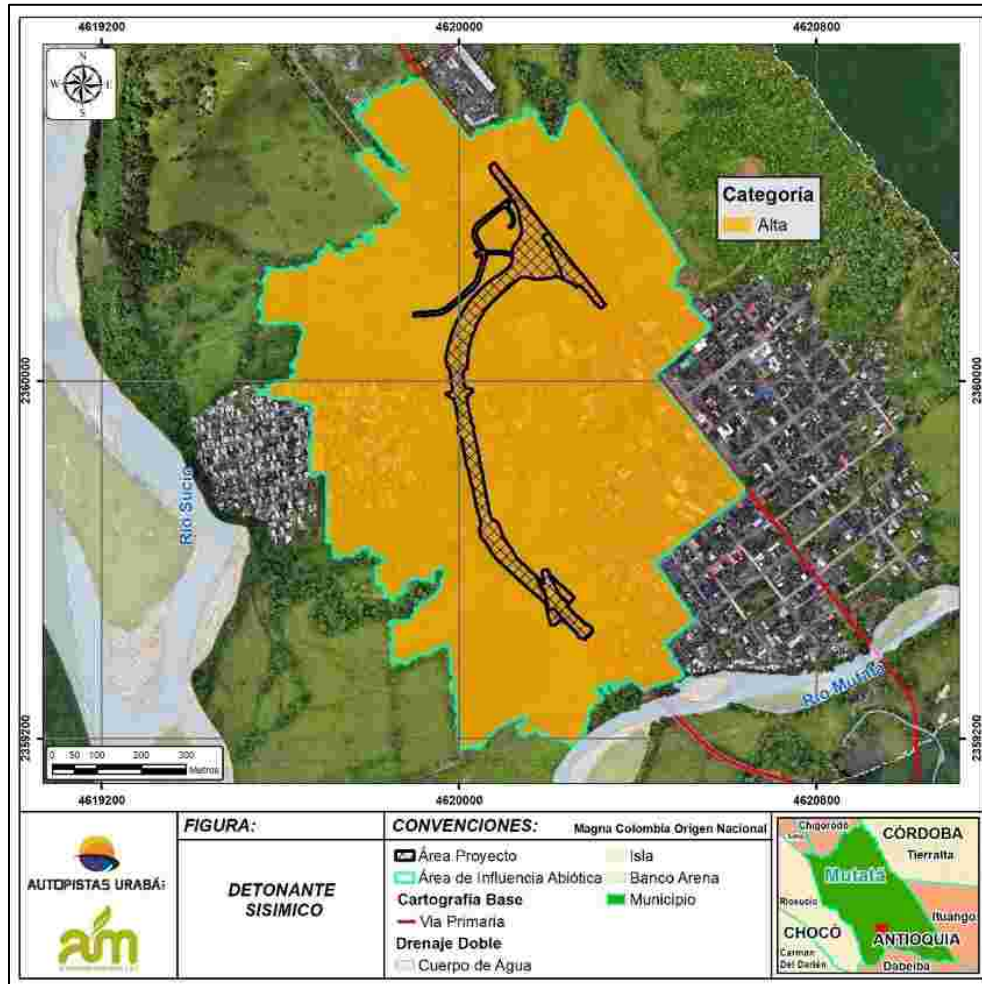 4619200
4620000
4620800
N
W
E
S
Categoría
Alta
2360000
2360000
Río Sucio
Río Mutatá
2359200
2359200
0 50 100 200 300
Metros
4619200
4620000
4620800
AUTOPISTAS URABÁ
aim
FIGURA:
DETONANTE
SISIMICO
CONVENCIONES:
Magna Colombia Origen Nacional
Área Proyecto
Área de Influencia Abiótica
Cartografía Base
Vía Primaria
Drenaje Doble
Cuerpo de Agua
Isla
Banco Arena
Municipio
Chigorodó
CÓRDOBA
Tierralta
Mutatá
Riosucio
Ituango
CHOCÓ
ANTIOQUIA
Carmen
Del Darién
Dabeiba